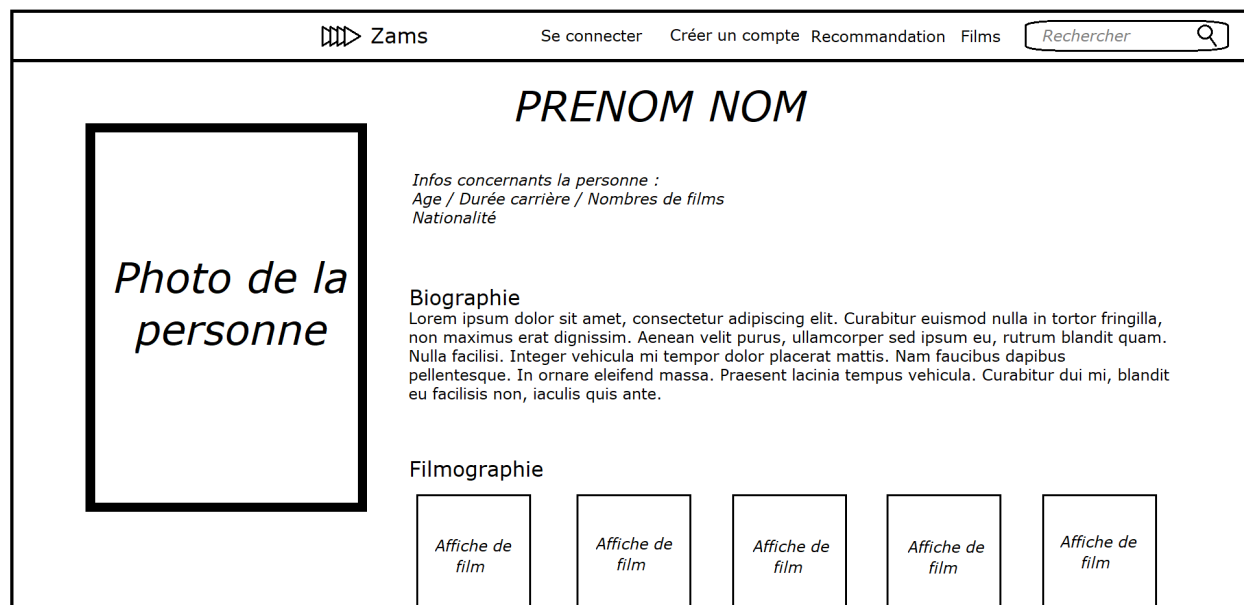 Zams
Se connecter
Créer un compte
Recommandation
Films
Rechercher
PRENOM NOM
Photo de la
personne
Infos concernants la personne :
Age / Durée carrière / Nombres de films
Nationalité
Biographie
Lorem ipsum dolor sit amet, consectetur adipiscing elit. Curabitur euismod nulla in tortor fringilla,
non maximus erat dignissim. Aenean velit purus, ullamcorper sed ipsum eu, rutrum blandit quam.
Nulla facilisi. Integer vehicula mi tempor dolor placerat mattis. Nam faucibus dapibus
pellentesque. In ornare eleifend massa. Praesent lacinia tempus vehicula. Curabitur dui mi, blandit
eu facilisis non, iaculis quis ante.
Filmographie
Affiche de
film
Affiche de
film
Affiche de
film
Affiche de
film
Affiche de
film